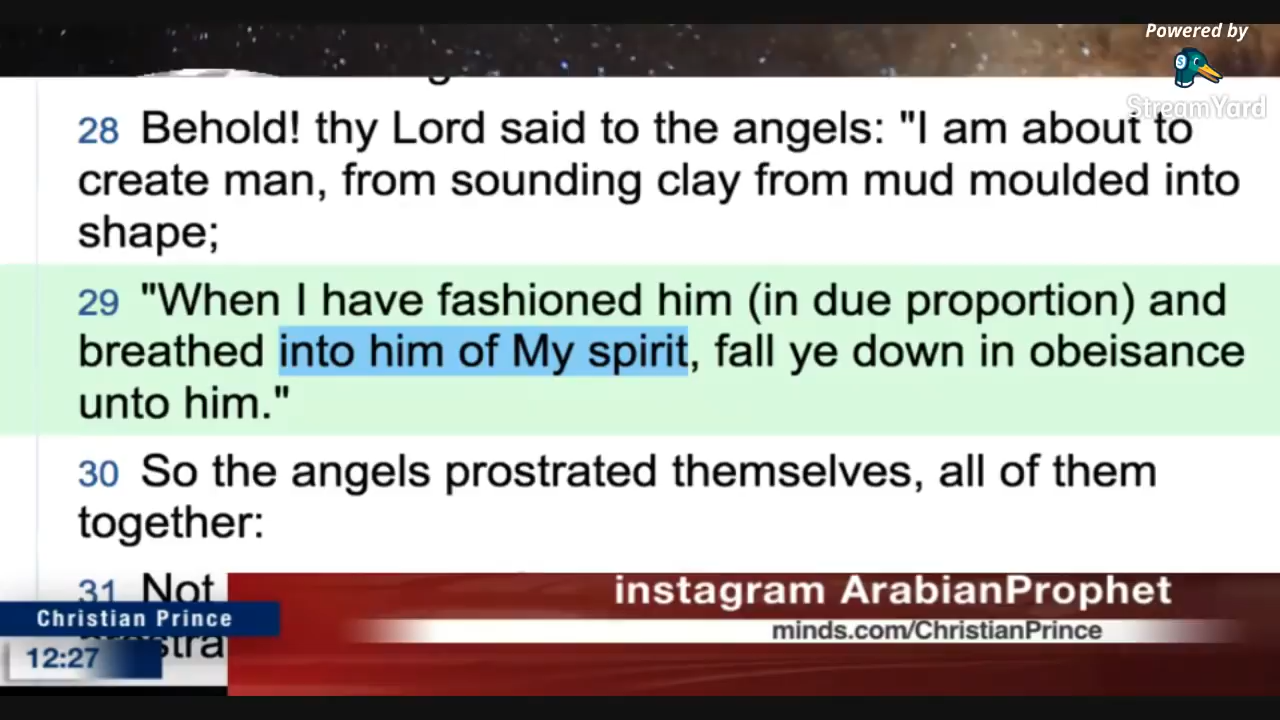 Powered by
StreamYard
28 Behold! thy Lord said to the angels: "I am about to
create man, from sounding clay from mud moulded into
shape;
29 "When I have fashioned him (in due proportion) and
breathed into him of My spirit, fall ye down in obeisance
unto him."
30 So the angels prostrated themselves, all of them
together:
31 Not
instagram ArabianProphet
Christian Prince
minds.com/ChristianPrince
12:27